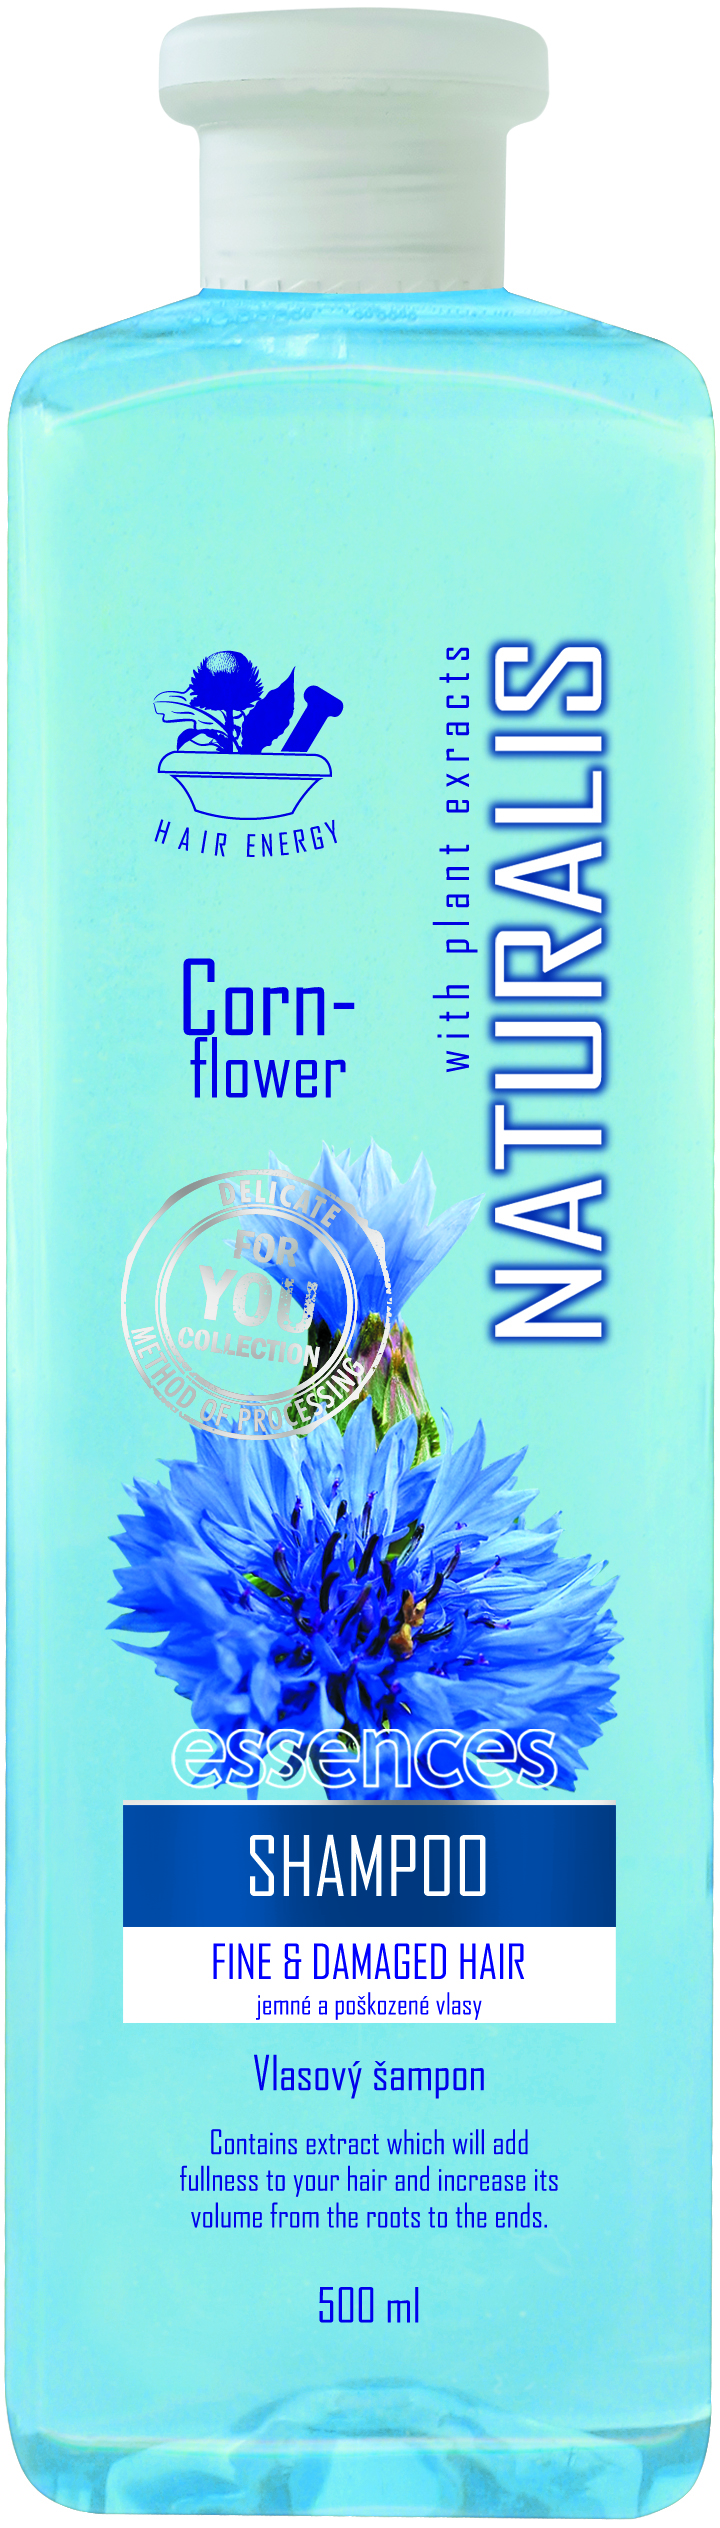 HAIR ENERGY
with plant exracts
NATURALIS
Corn-
flower
DELICATE
FOR
YOU
COLLECTION
METHOD OF PROCESSING
essences
SHAMPOO
FINE & DAMAGED HAIR
jemné a poškozené vlasy
Vlasový šampon
Contains extract which will add
fullness to your hair and increase its
volume from the roots to the ends.
500 ml